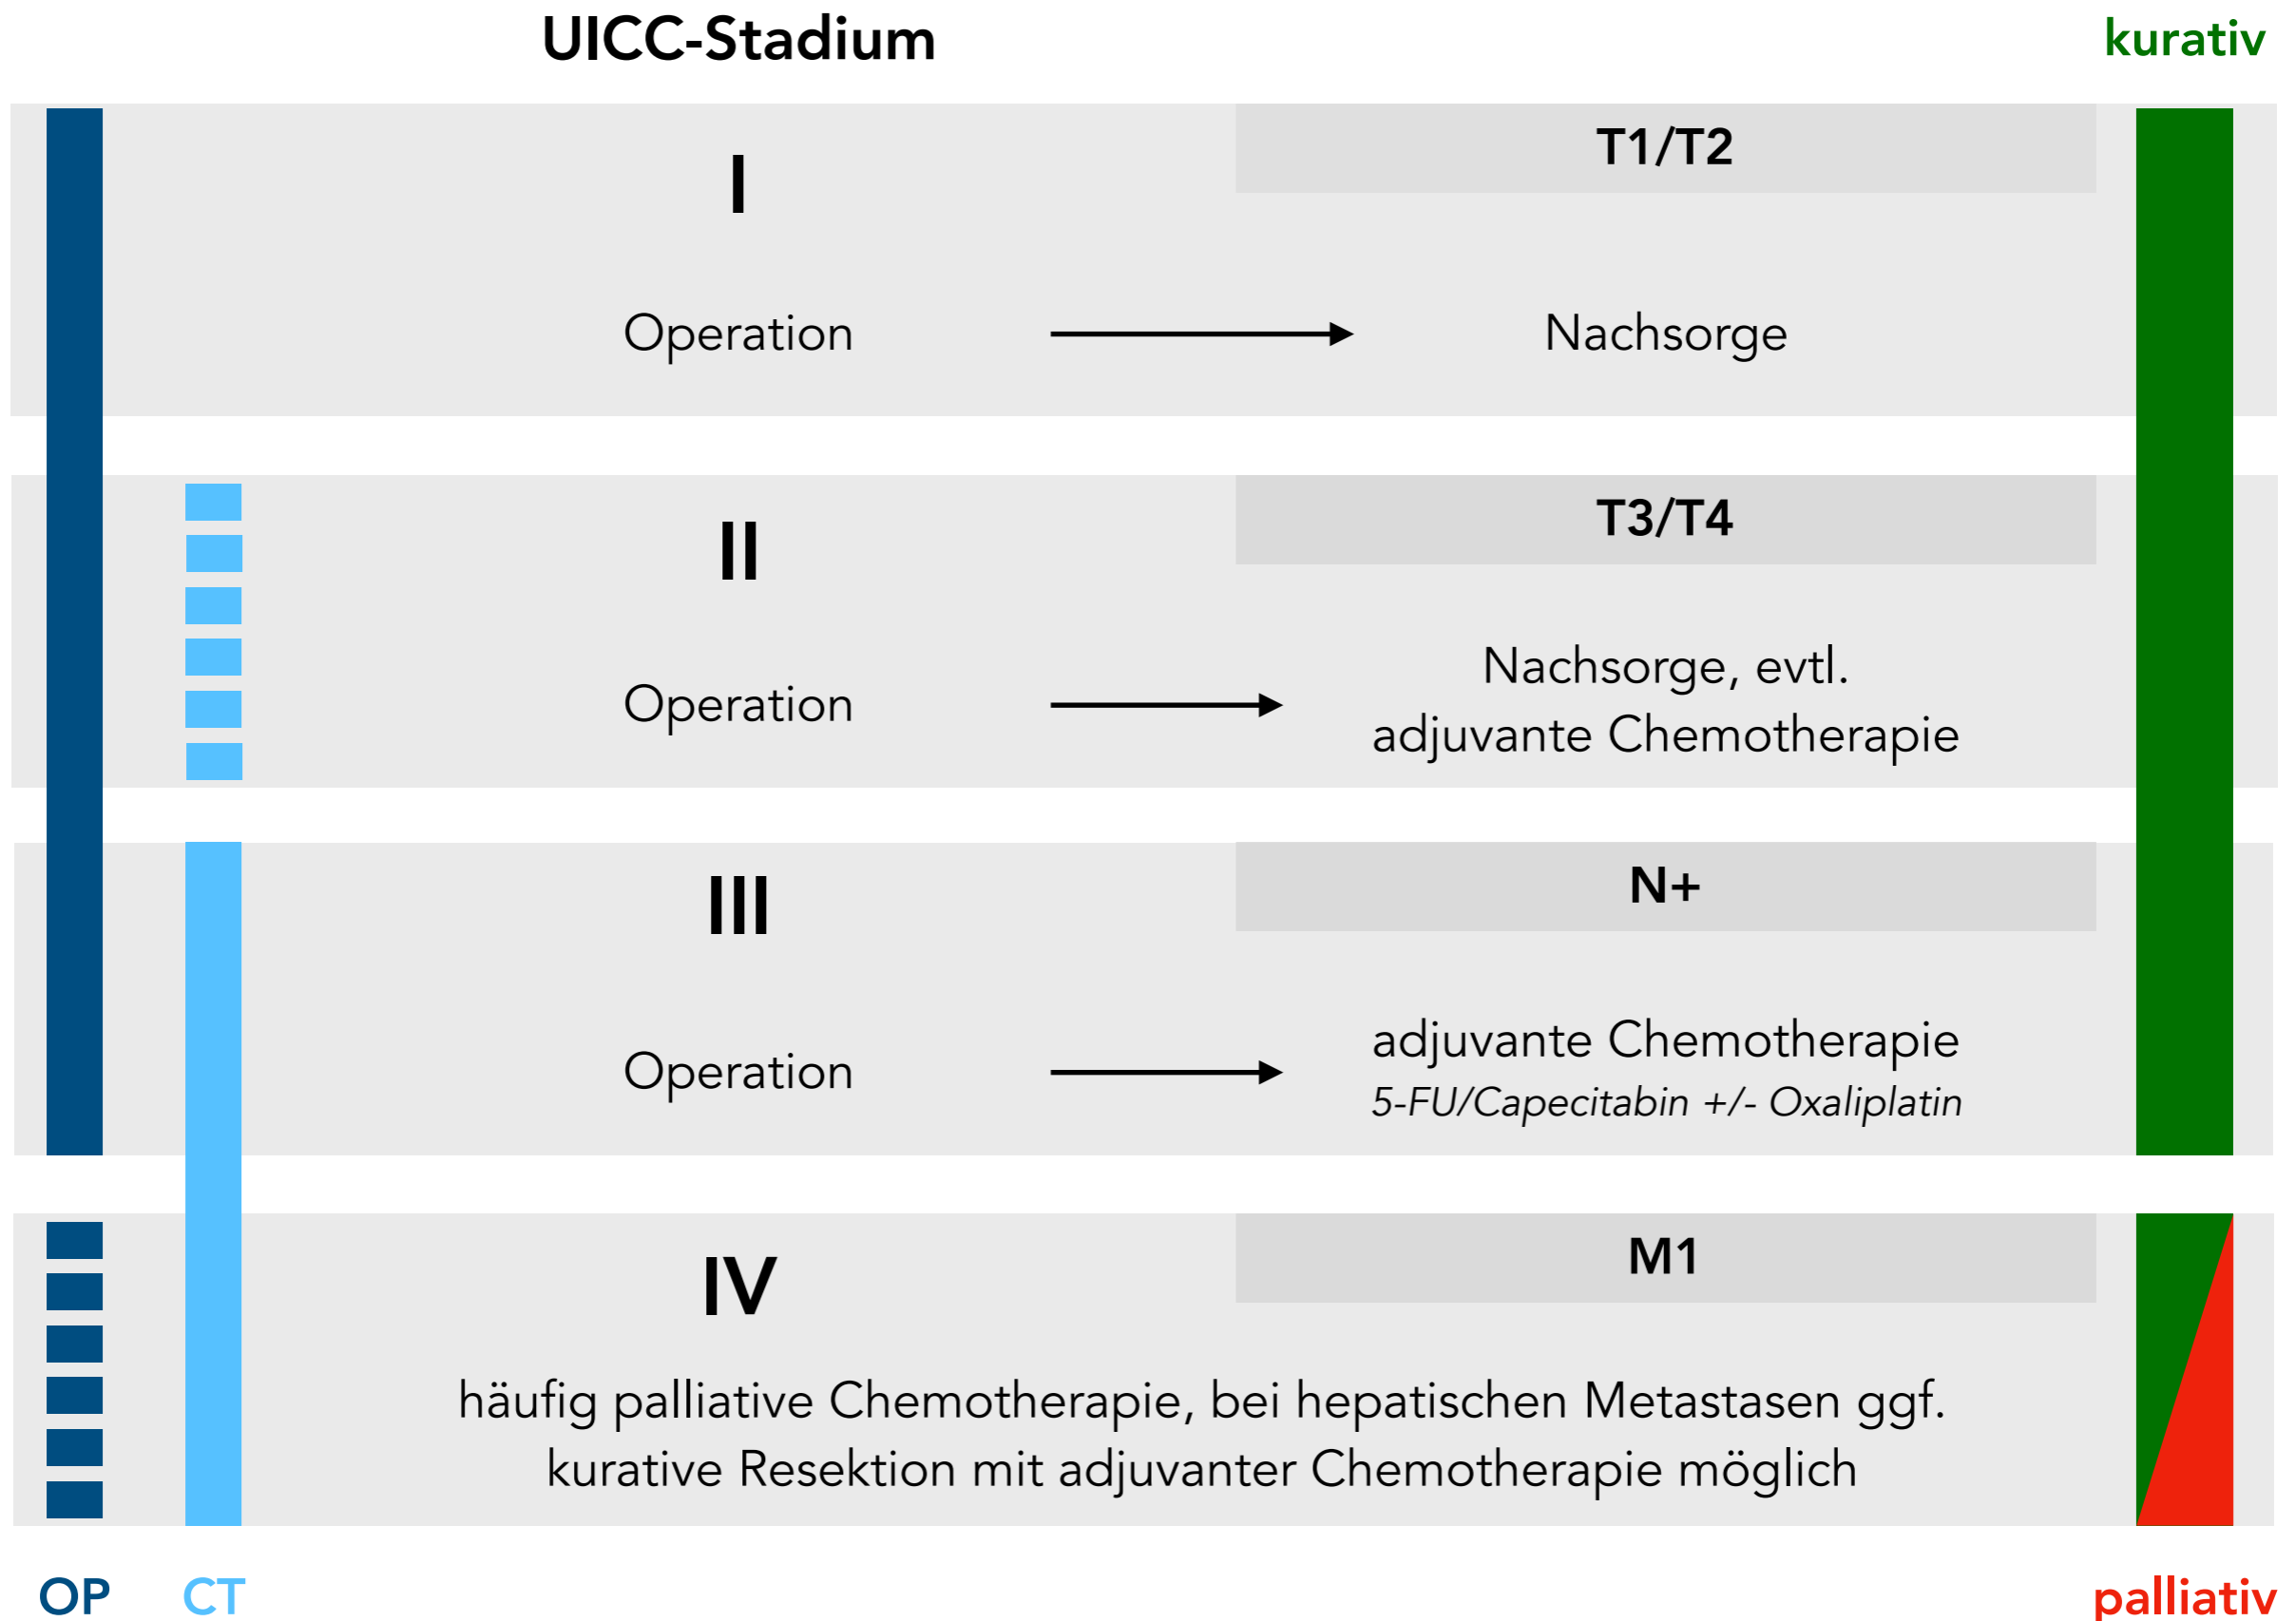 UICC-Stadium
kurativ
I
T1/T2
Operation
Nachsorge
II
T3/T4
Operation
Nachsorge, evtl.
adjuvante Chemotherapie
III
N+
Operation
adjuvante Chemotherapie
5-FU/Capecitabin +/- Oxaliplatin
IV
M1
häufig palliative Chemotherapie, bei hepatischen Metastasen ggf.
kurative Resektion mit adjuvanter Chemotherapie möglich
OP
CT
palliativ